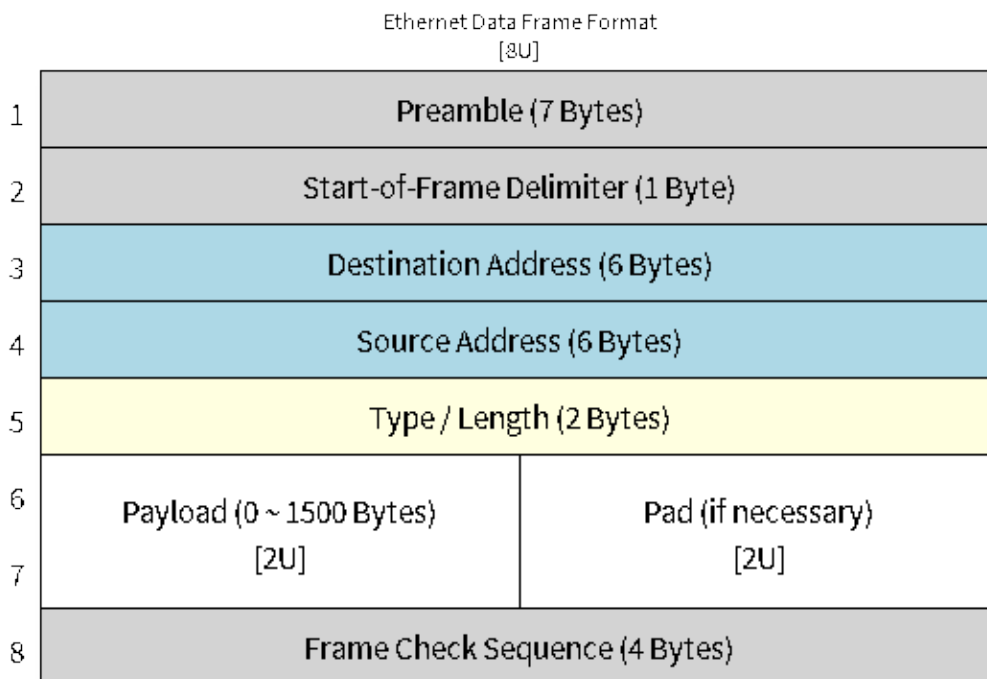 Ethernet Data Frame Format
[8U]
1
Preamble (7 Bytes)
2
Start-of-Frame Delimiter (1 Byte)
3
Destination Address (6 Bytes)
4
Source Address (6 Bytes)
5
Type / Length (2 Bytes)
6
Payload (0 ~ 1500 Bytes)
[2U]
Pad (if necessary)
[2U]
7
8
Frame Check Sequence (4 Bytes)